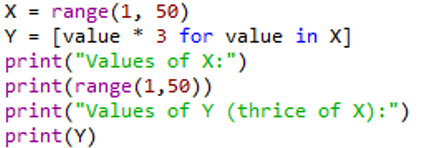 X = range(1, 50)
Y = [value * 3 for value in X]
print("Values of X:")
print(range(1,50))
print("Values of Y (thrice of X):")
print(Y)